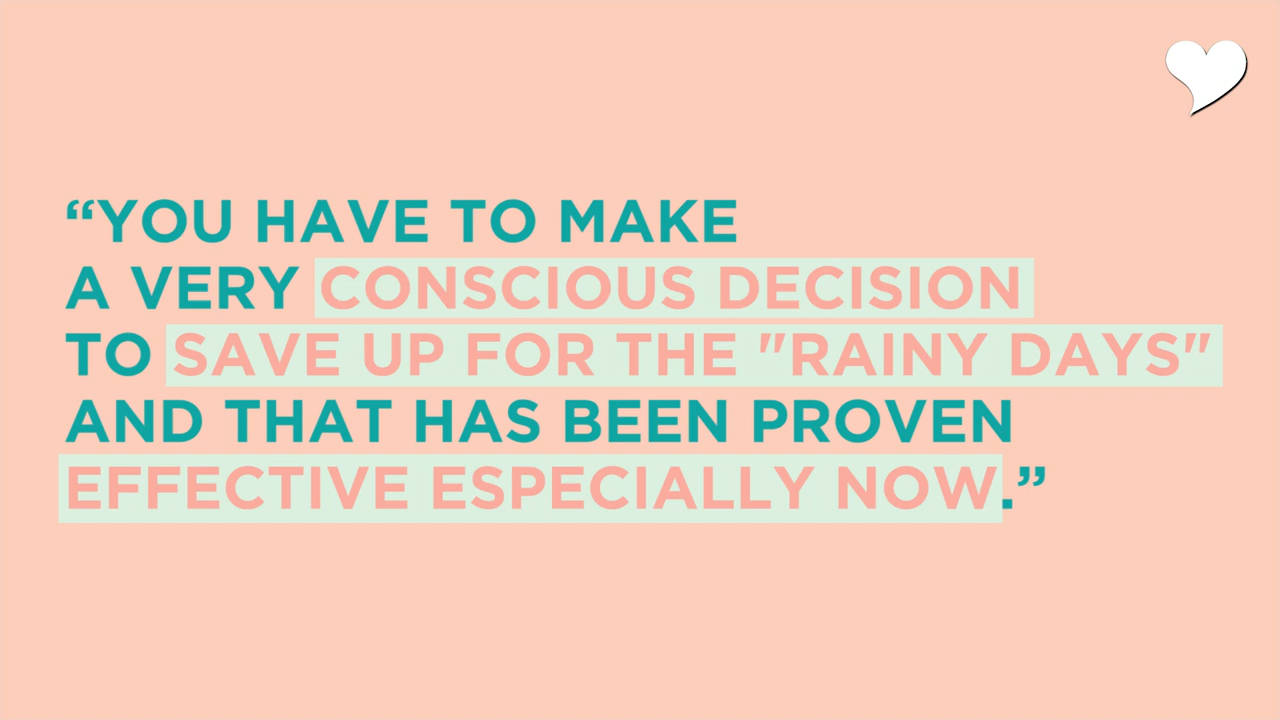 “YOU HAVE TO MAKE
A VERY CONSCIOUS DECISION
TO SAVE UP FOR THE "RAINY DAYS"
AND THAT HAS BEEN PROVEN
EFFECTIVE ESPECIALLY NOW.”